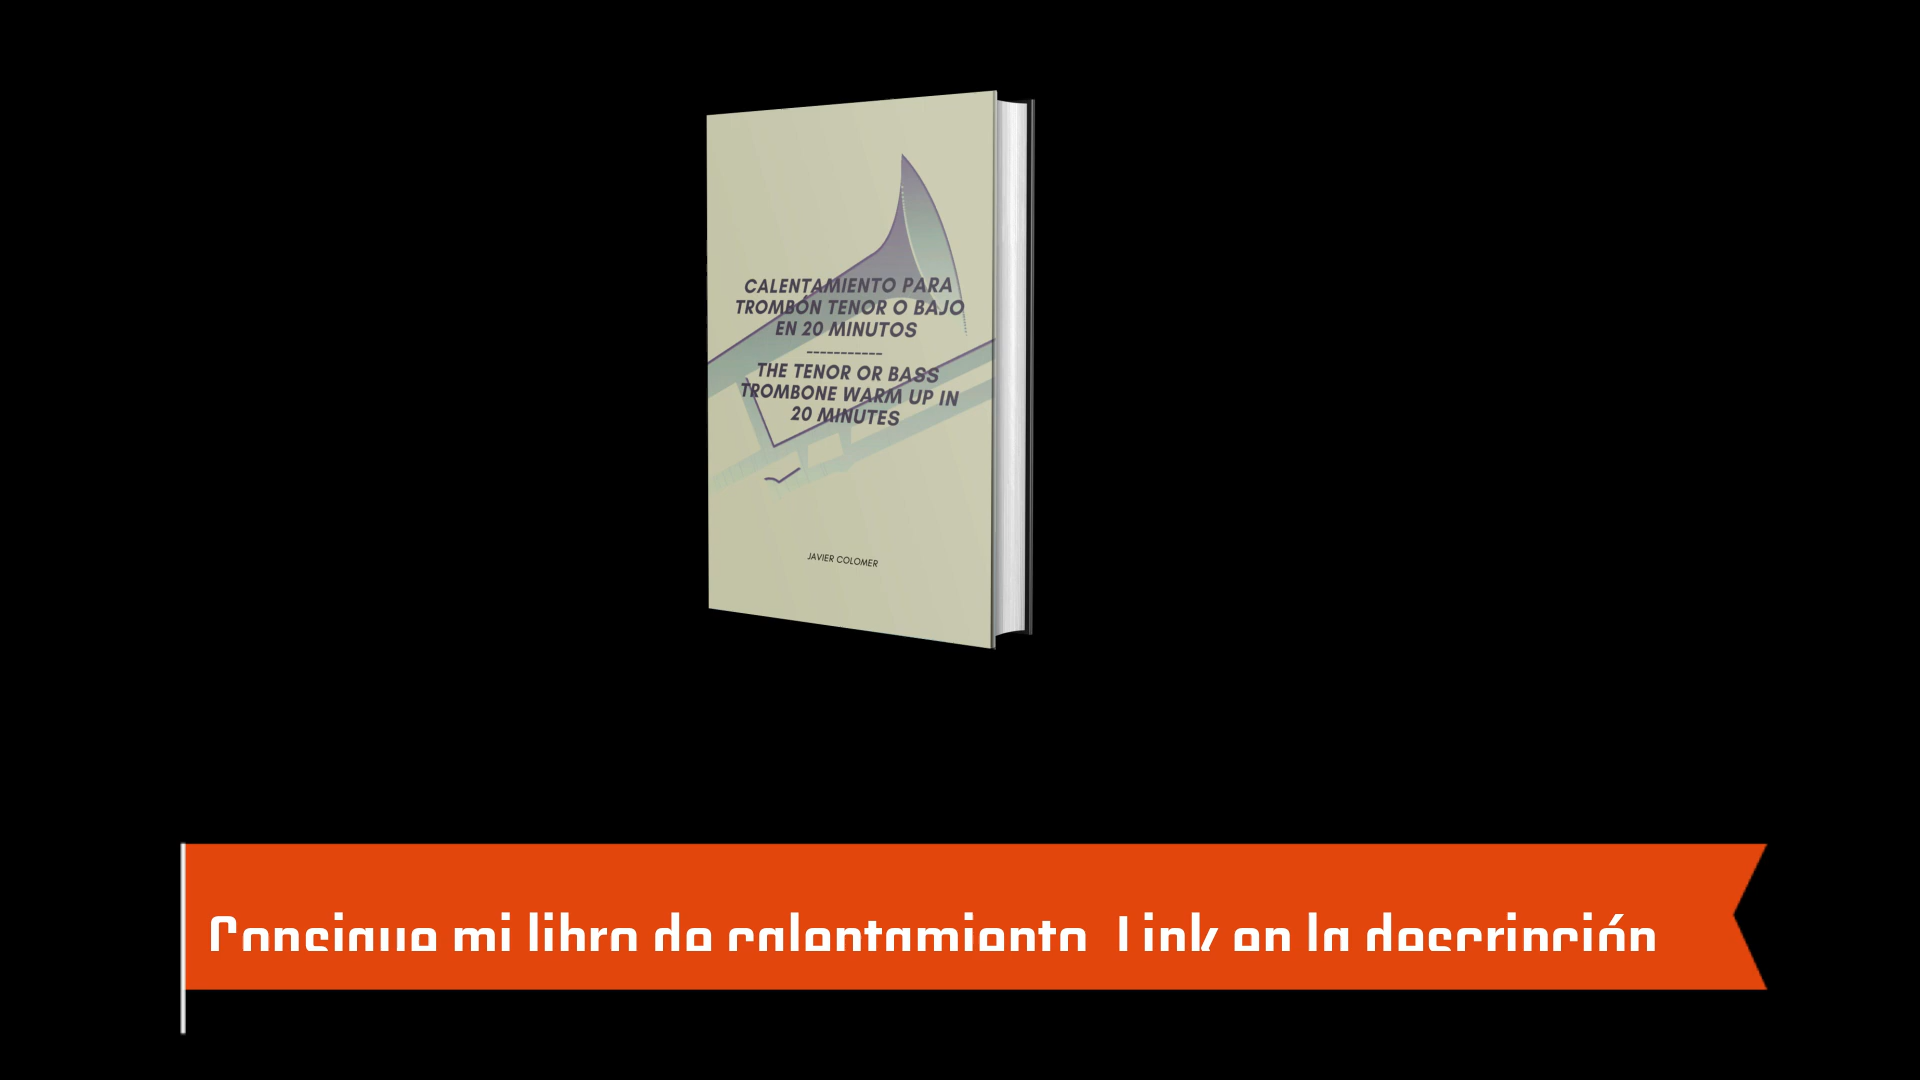 CALENTAMIENTO PARA
TROMBÓN TENOR O BAJO
EN 20 MINUTOS
-----------
THE TENOR OR BASS
TROMBONE WARM UP IN
20 MINUTES
JAVIER COLOMER
Consigue mi libro de calentamiento Link en la descripción